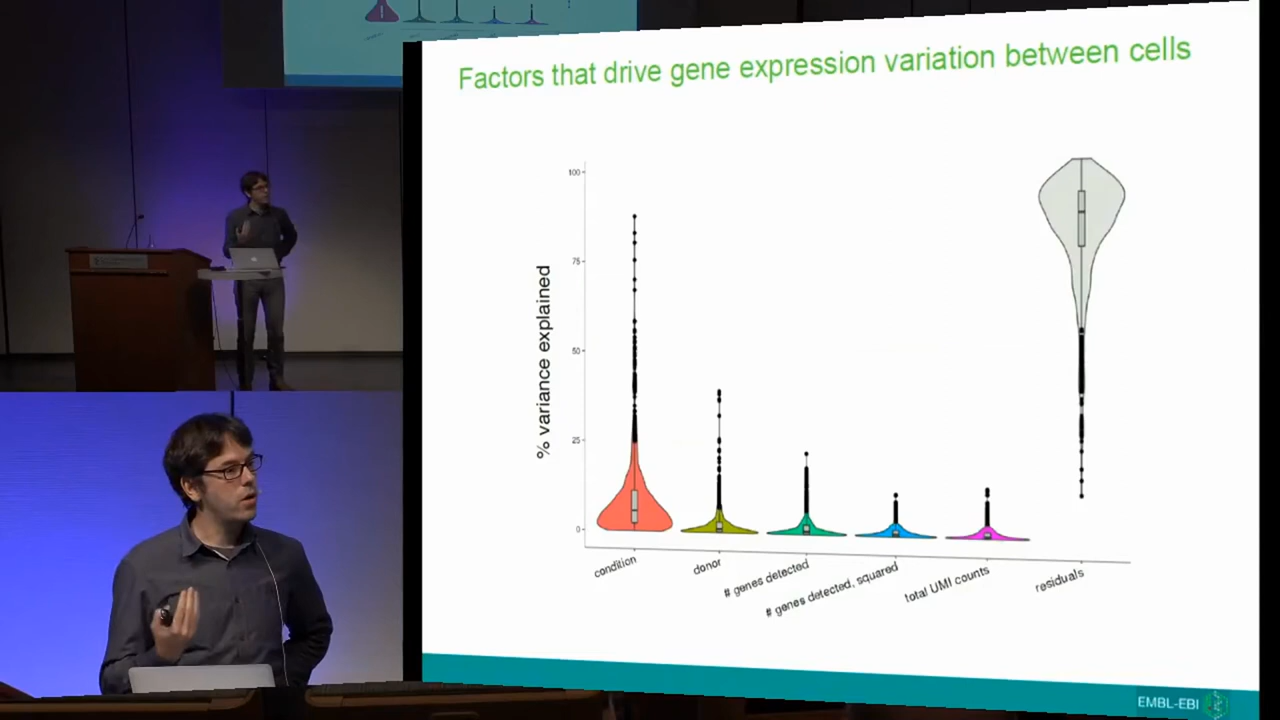 Factors that drive gene expression variation between cells
% variance explained
100
75
50
25
0
condition
donor
# genes detected
# genes detected, squared
total UMI counts
residuals
EMBL-EBI